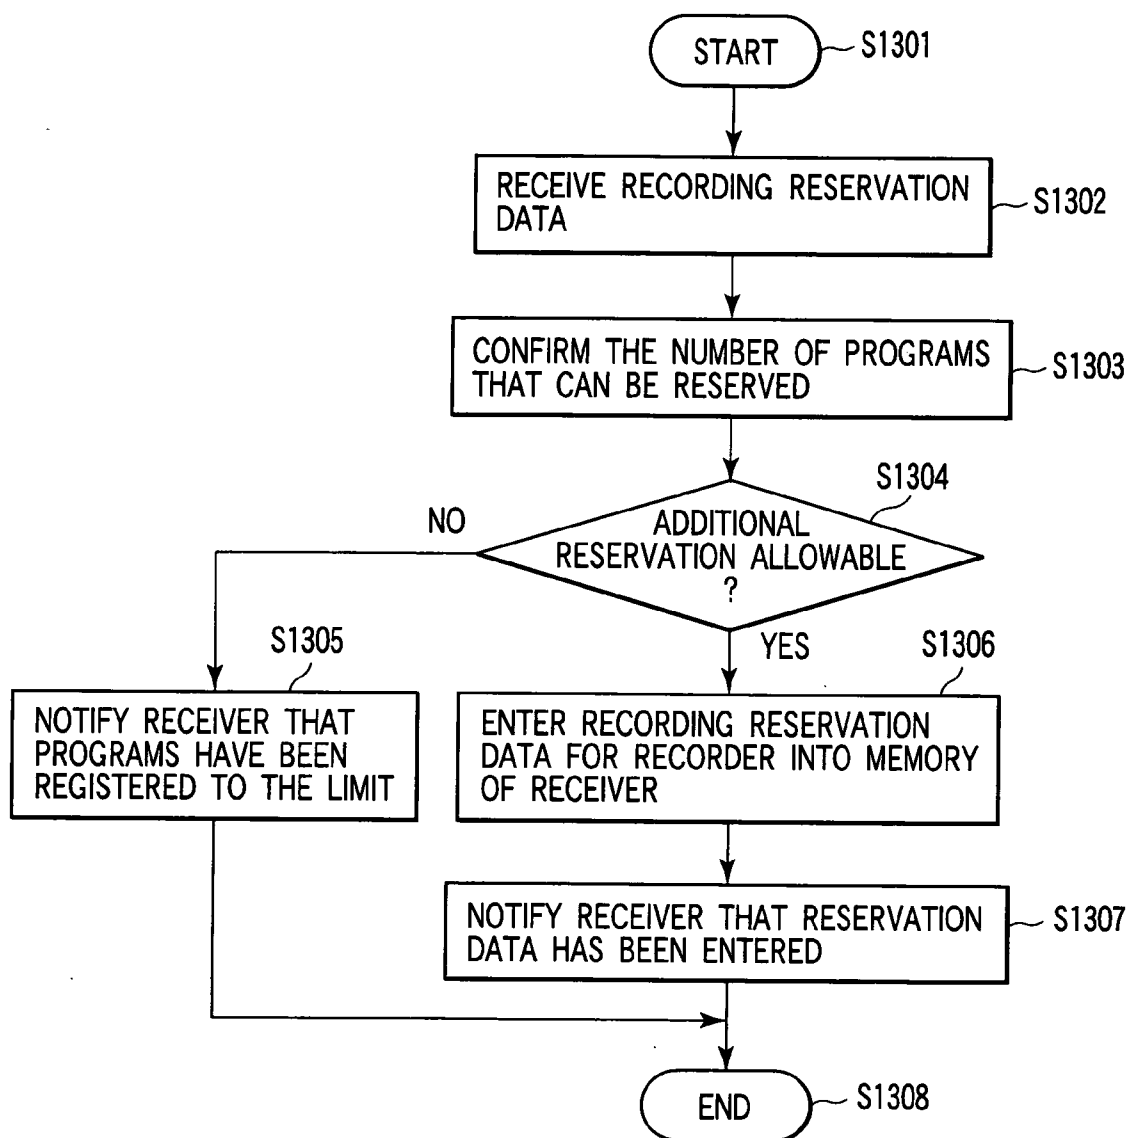 START
S1301
RECEIVE RECORDING RESERVATION
DATA
S1302
CONFIRM THE NUMBER OF PROGRAMS
THAT CAN BE RESERVED
S1303
S1304
NO
ADDITIONAL
RESERVATION ALLOWABLE
?
YES
S1305
NOTIFY RECEIVER THAT
PROGRAMS HAVE BEEN
REGISTERED TO THE LIMIT
S1306
ENTER RECORDING RESERVATION
DATA FOR RECORDER INTO MEMORY
OF RECEIVER
NOTIFY RECEIVER THAT RESERVATION
DATA HAS BEEN ENTERED
S1307
END
S1308